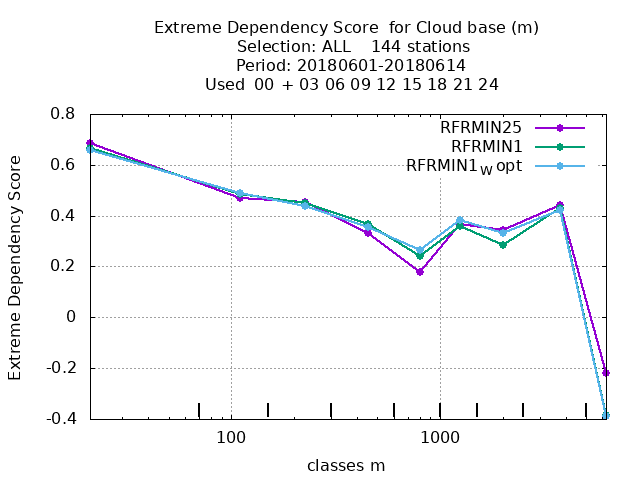 Extreme Dependency Score  for Cloud base (m)
Selection: ALL    144 stations
Period: 20180601-20180614
Used  00 + 03 06 09 12 15 18 21 24
RFRMIN25
RFRMIN1
RFRMIN1w opt
Extreme Dependency Score
0.8
0.6
0.4
0.2
0
-0.2
-0.4
100
1000
classes m